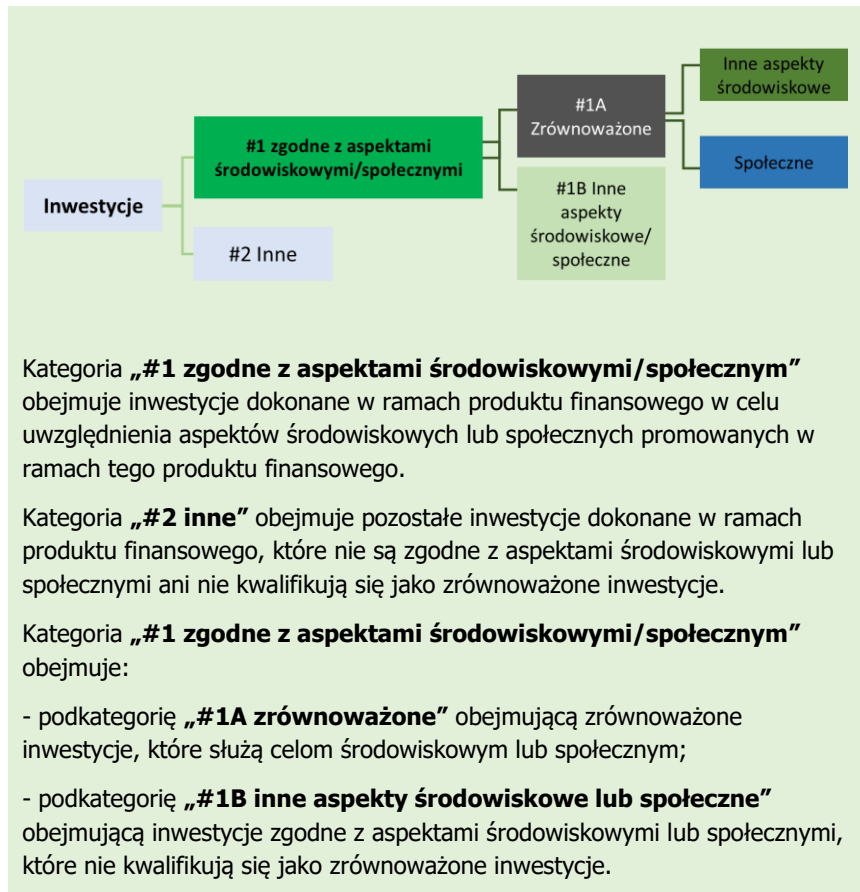 Inwestycje
#1 zgodne z aspektami
środowiskowymi/społecznymi
#2 Inne
#1A
Zrównoważone
#1B Inne
aspekty
środowiskowe/
społeczne
Inne aspekty
środowiskowe
Społeczne
Kategoria „#1 zgodne z aspektami środowiskowymi/społecznym”
obejmuje inwestycje dokonane w ramach produktu finansowego w celu
uwzględnienia aspektów środowiskowych lub społecznych promowanych w
ramach tego produktu finansowego.
Kategoria „#2 inne” obejmuje pozostałe inwestycje dokonane w ramach
produktu finansowego, które nie są zgodne z aspektami środowiskowymi lub
społecznymi ani nie kwalifikują się jako zrównoważone inwestycje.
Kategoria „#1 zgodne z aspektami środowiskowymi/społecznym”
obejmuje:
- podkategorię „#1A zrównoważone” obejmującą zrównoważone
inwestycje, które służą celom środowiskowym lub społecznym;
- podkategorię „#1B inne aspekty środowiskowe lub społeczne”
obejmującą inwestycje zgodne z aspektami środowiskowymi lub społecznymi,
które nie kwalifikują się jako zrównoważone inwestycje.